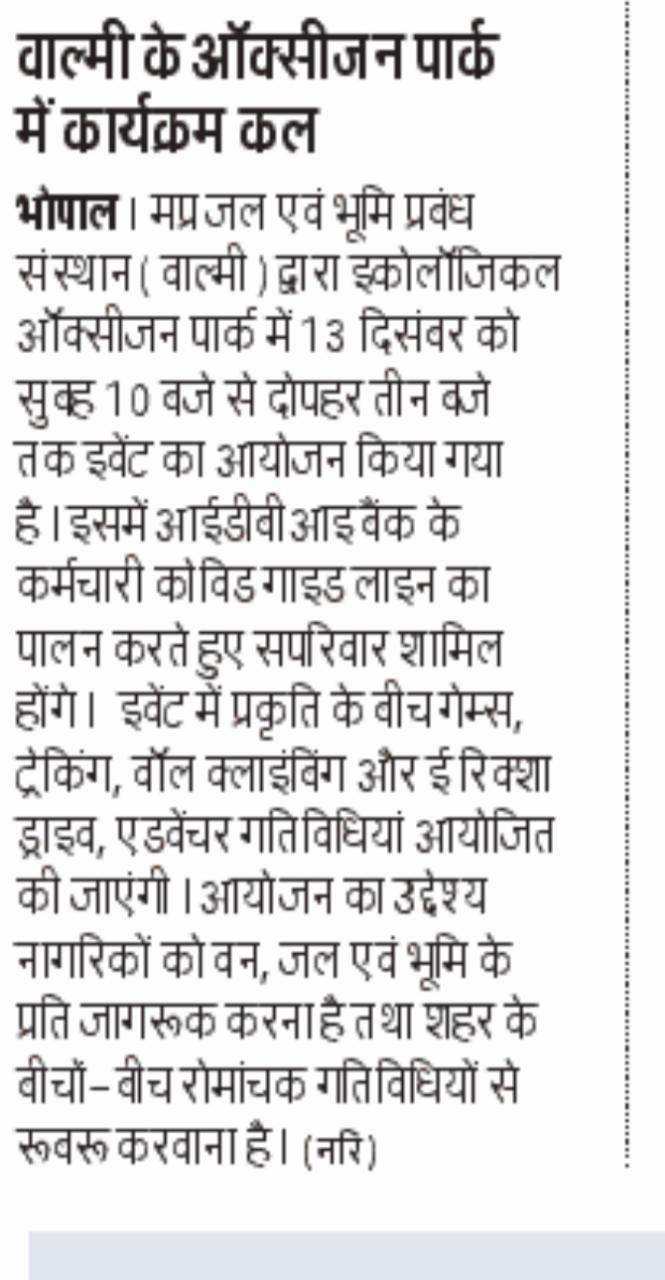 वाल्मी के ऑक्सीजन पार्क
में कार्यक्रम कल
भोपाल। मप्र जल एवं भूमि प्रबंध
संस्थान ( वाल्मी ) द्वारा इकोलॉजिकल
ऑक्सीजन पार्क में 13 दिसंबर को
सुबह 10 बजे से दोपहर तीन बजे
तक इवेंट का आयोजन किया गया
है। इसमें आईडीबीआइ बैंक के
कर्मचारी कोविड गाइड लाइन का
पालन करते हुए सपरिवार शामिल
होंगे। इवेंट में प्रकृति के बीच गेम्स,
ट्रेकिंग, वॉल क्लाइंबिंग और ई रिक्शा
ड्राइव, एडवेंचर गतिविधियां आयोजित
की जाएंगी। आयोजन का उद्देश्य
नागरिकों को वन, जल एवं भूमि के
प्रति जागरूक करना है तथा शहर के
बीचों-बीच रोमांचक गतिविधियों से
रूबरू करवाना है। (नरि)